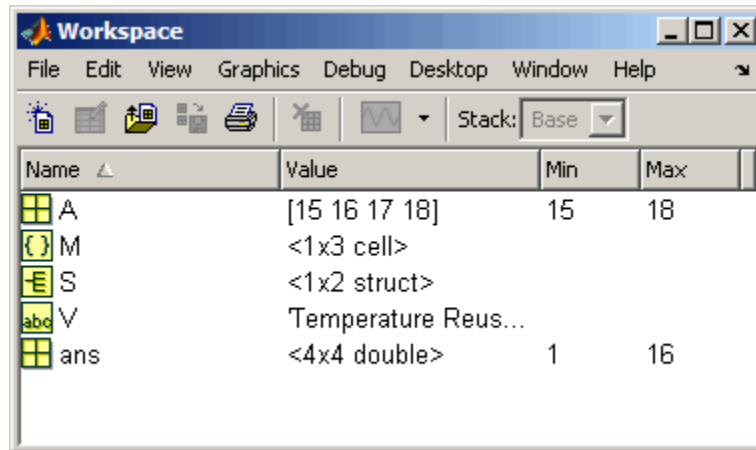 Workspace
File Edit View Graphics Debug Desktop Window Help
Stack: Base
Name Value Min Max
A [15 16 17 18] 15 18
{ } M <1x3 cell>
S <1x2 struct>
abc V 'Temperature Reus...
ans <4x4 double> 1 16